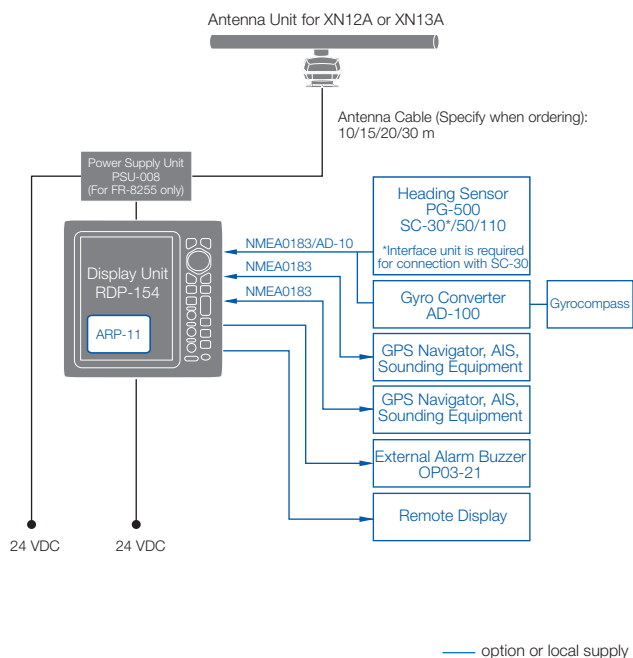 Antenna Unit for XN12A or XN13A
Antenna Cable (Specify when ordering):
10/15/20/30 m
Power Supply Unit
PSU-008
(For FR-8255 only)
Heading Sensor
PG-500
SC-30*/50/110
*Interface unit is required
for connection with SC-30
NMEA0183/AD-10
NMEA0183
NMEA0183
Display Unit
RDP-154
ARP-11
Gyro Converter
AD-100
Gyrocompass
GPS Navigator, AIS,
Sounding Equipment
GPS Navigator, AIS,
Sounding Equipment
External Alarm Buzzer
OP03-21
Remote Display
24 VDC
24 VDC
option or local supply